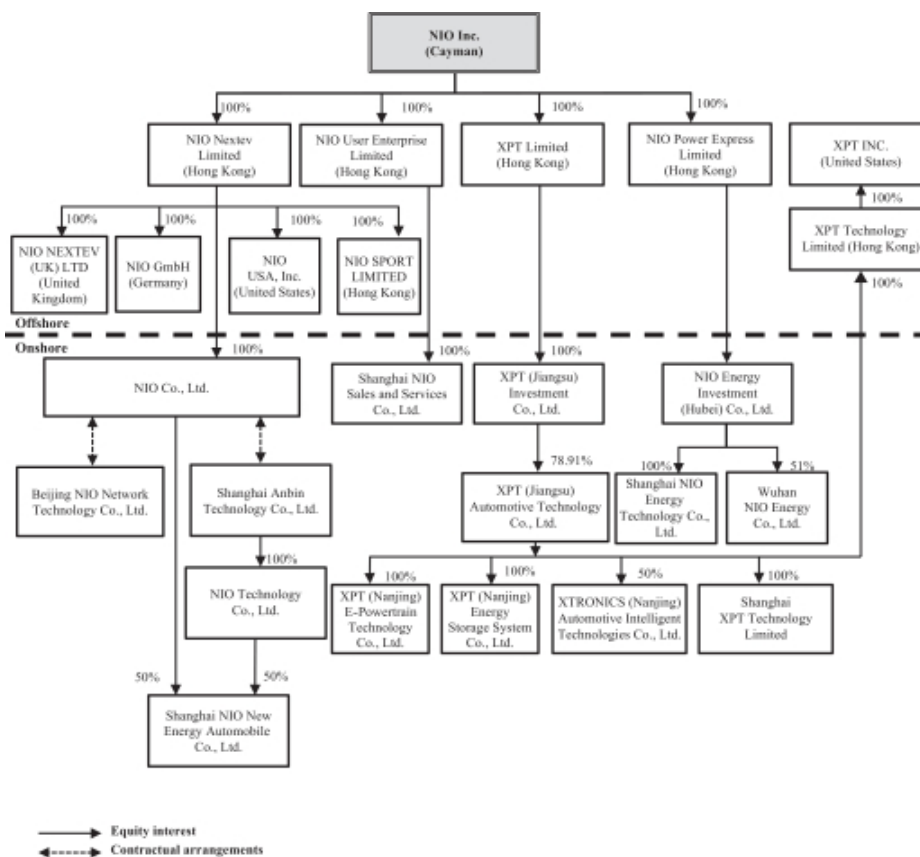 NIO Inc.
(Cayman)
100%
100%
100%
100%
NIO Nextev
Limited
(Hong Kong)
NIO User Enterprise
Limited
(Hong Kong)
XPT Limited
(Hong Kong)
NIO Power Express
Limited
(Hong Kong)
XPT INC.
(United States)
100%
100%
100%
100%
100%
NIO NEXTEV
(UK) LTD
(United
Kingdom)
NIO GmbH
(Germany)
NIO
USA, Inc.
(United States)
NIO SPORT
LIMITED
(Hong Kong)
XPT Technology
Limited (Hong Kong)
100%
Offshore
Onshore
100%
100%
100%
NIO Co., Ltd.
Shanghai NIO
Sales and Services
Co., Ltd.
XPT (Jiangsu)
Investment
Co., Ltd.
NIO Energy
Investment
(Hubei) Co., Ltd.
78.91%
100%
51%
Beijing NIO Network
Technology Co., Ltd.
Shanghai Anbin
Technology Co., Ltd.
XPT (Jiangsu)
Automotive Technology
Co., Ltd.
Shanghai NIO
Energy
Technology Co.,
Ltd.
Wuhan
NIO Energy
Co., Ltd.
100%
100%
100%
50%
100%
NIO Technology
Co., Ltd.
XPT (Nanjing)
E-Powertrain
Technology
Co., Ltd.
XPT (Nanjing)
Energy
Storage System
Co., Ltd.
XTRONICS (Nanjing)
Automotive Intelligent
Technologies Co., Ltd.
Shanghai
XPT Technology
Limited
50%
50%
Shanghai NIO New
Energy Automobile
Co., Ltd.
Equity interest
Contractual arrangements